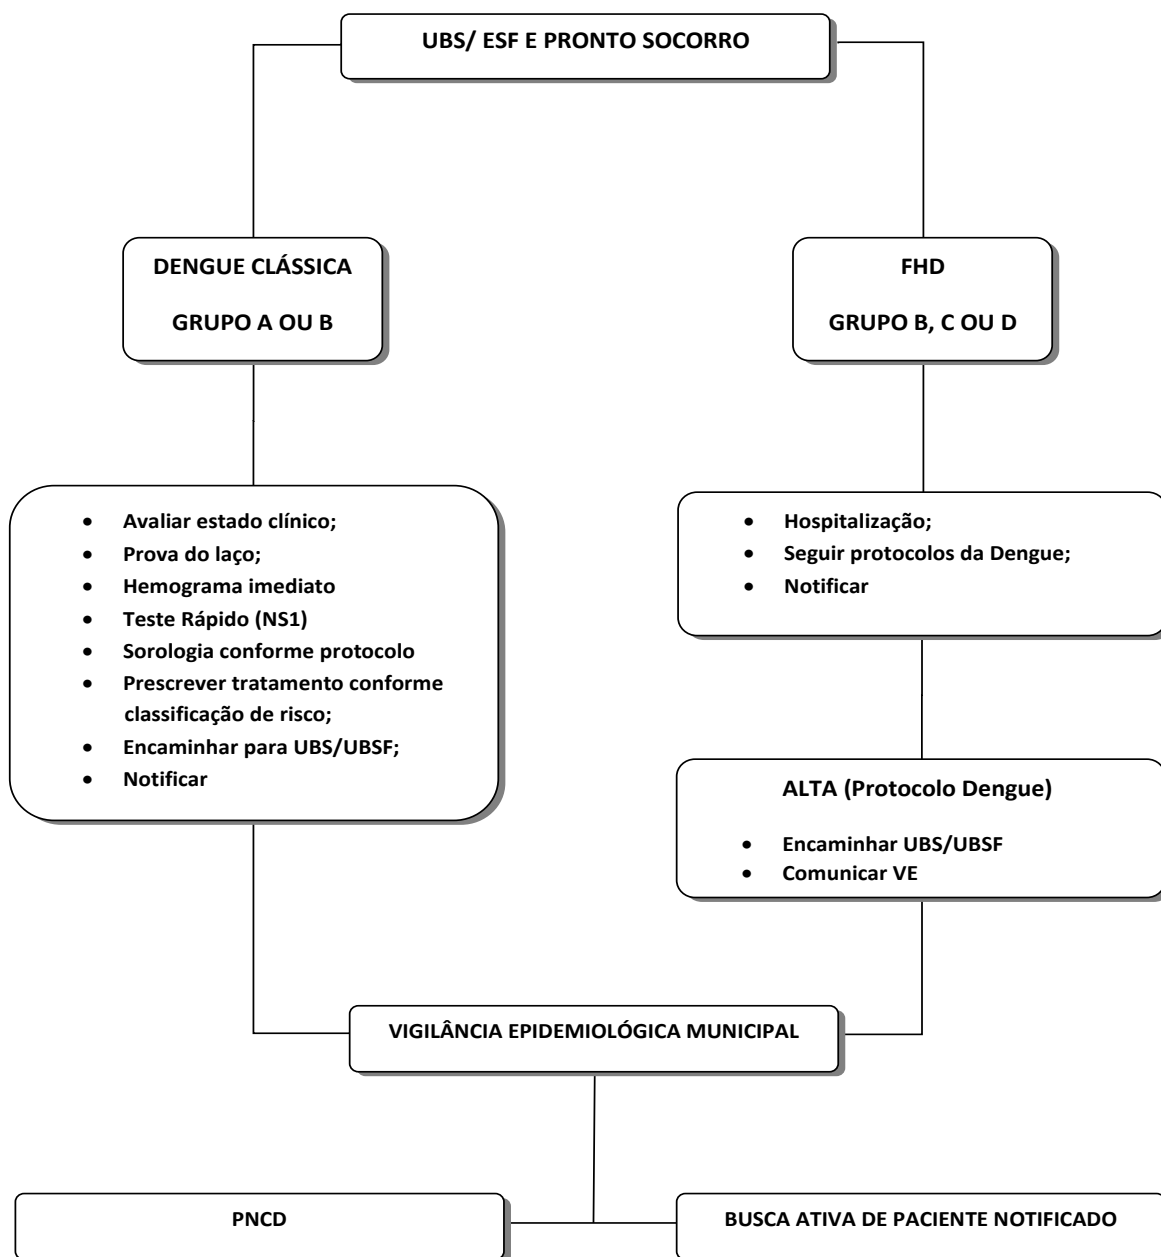 UBS/ ESF E PRONTO SOCORRO
DENGUE CLÁSSICA
GRUPO A OU B
FHD
GRUPO B, C OU D
• Avaliar estado clínico;
• Prova do laço;
• Hemograma imediato
• Teste Rápido (NS1)
• Sorologia conforme protocolo
• Prescrever tratamento conforme
classificação de risco;
• Encaminhar para UBS/UBSF;
• Notificar
• Hospitalização;
• Seguir protocolos da Dengue;
• Notificar
ALTA (Protocolo Dengue)
• Encaminhar UBS/UBSF
• Comunicar VE
VIGILÂNCIA EPIDEMIOLÓGICA MUNICIPAL
PNCD
BUSCA ATIVA DE PACIENTE NOTIFICADO